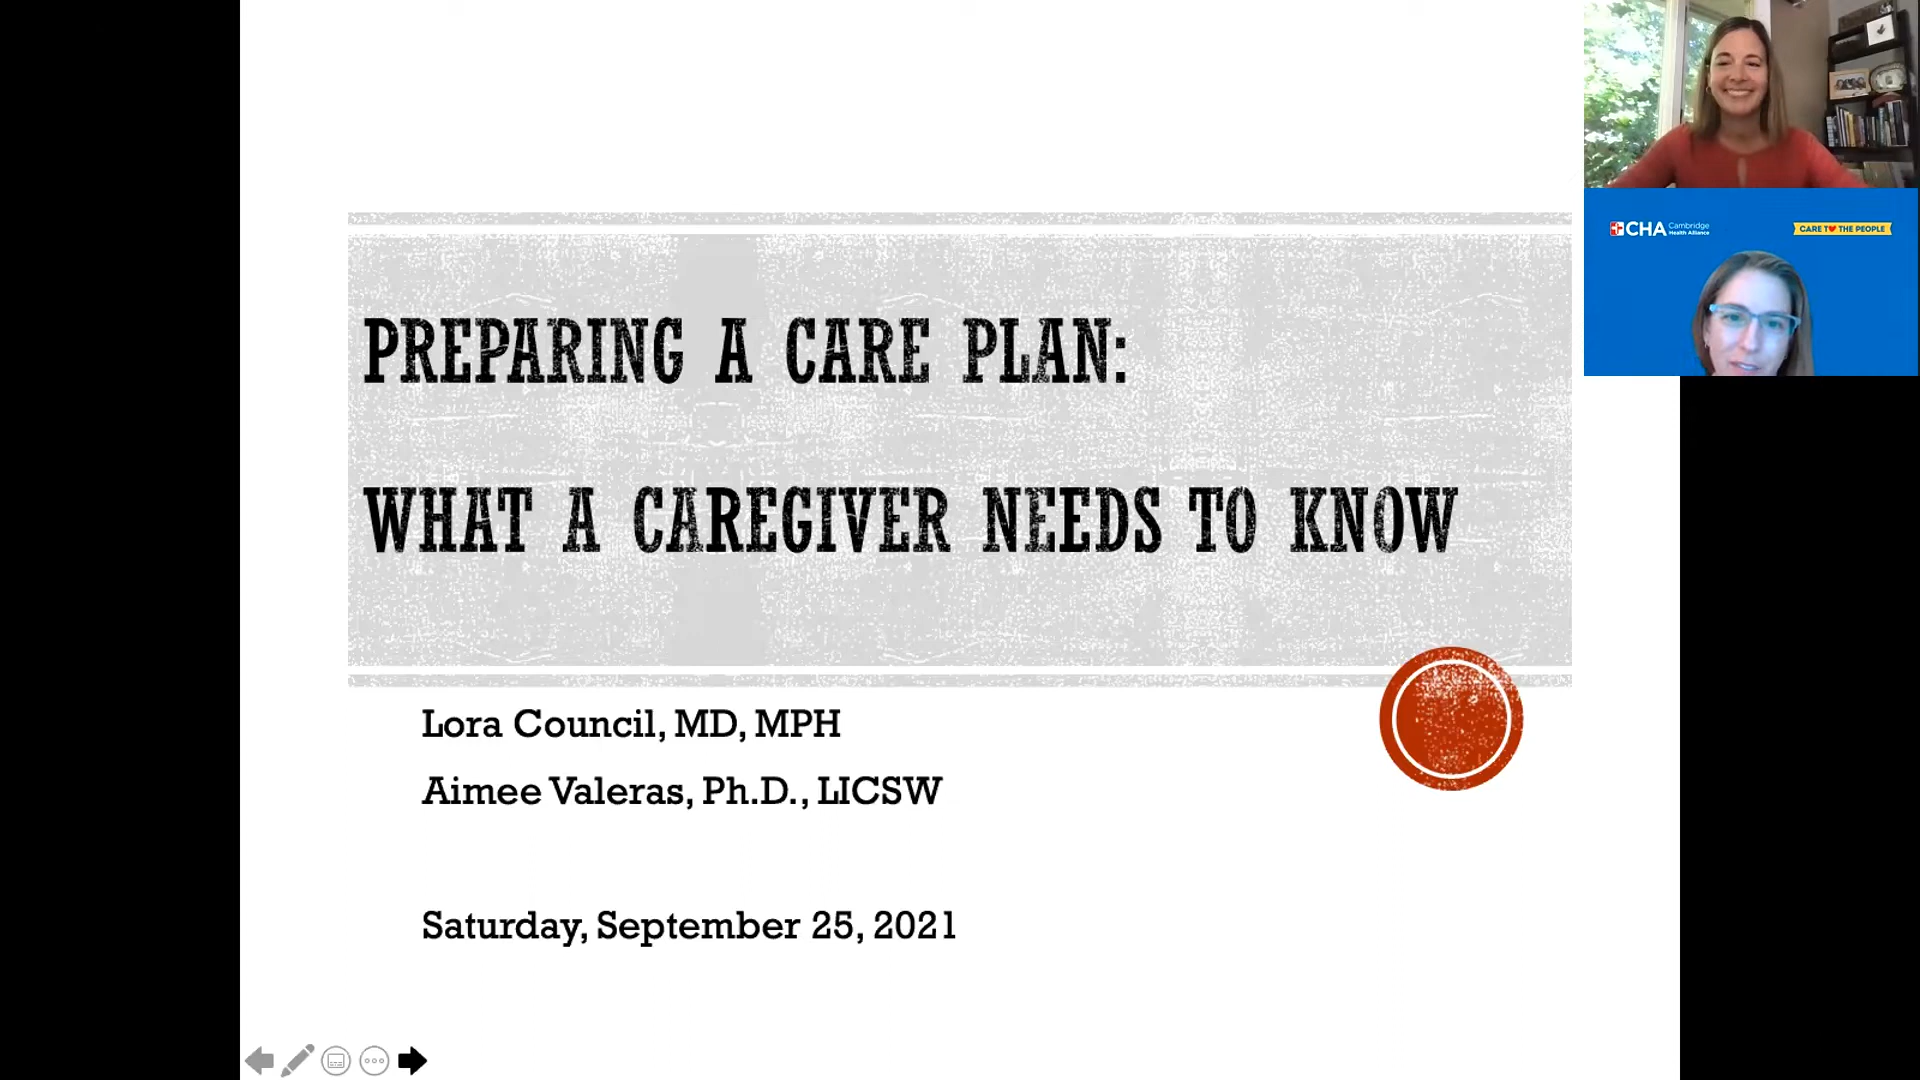 PREPARING A CARE PLAN:
WHAT A CAREGIVER NEEDS TO KNOW
Lora Council, MD, MPH
Aimee Valeras, Ph.D., LICSW
Saturday, September 25, 2021
CHA Cambridge
Health Alliance
CARE TO THE PEOPLE